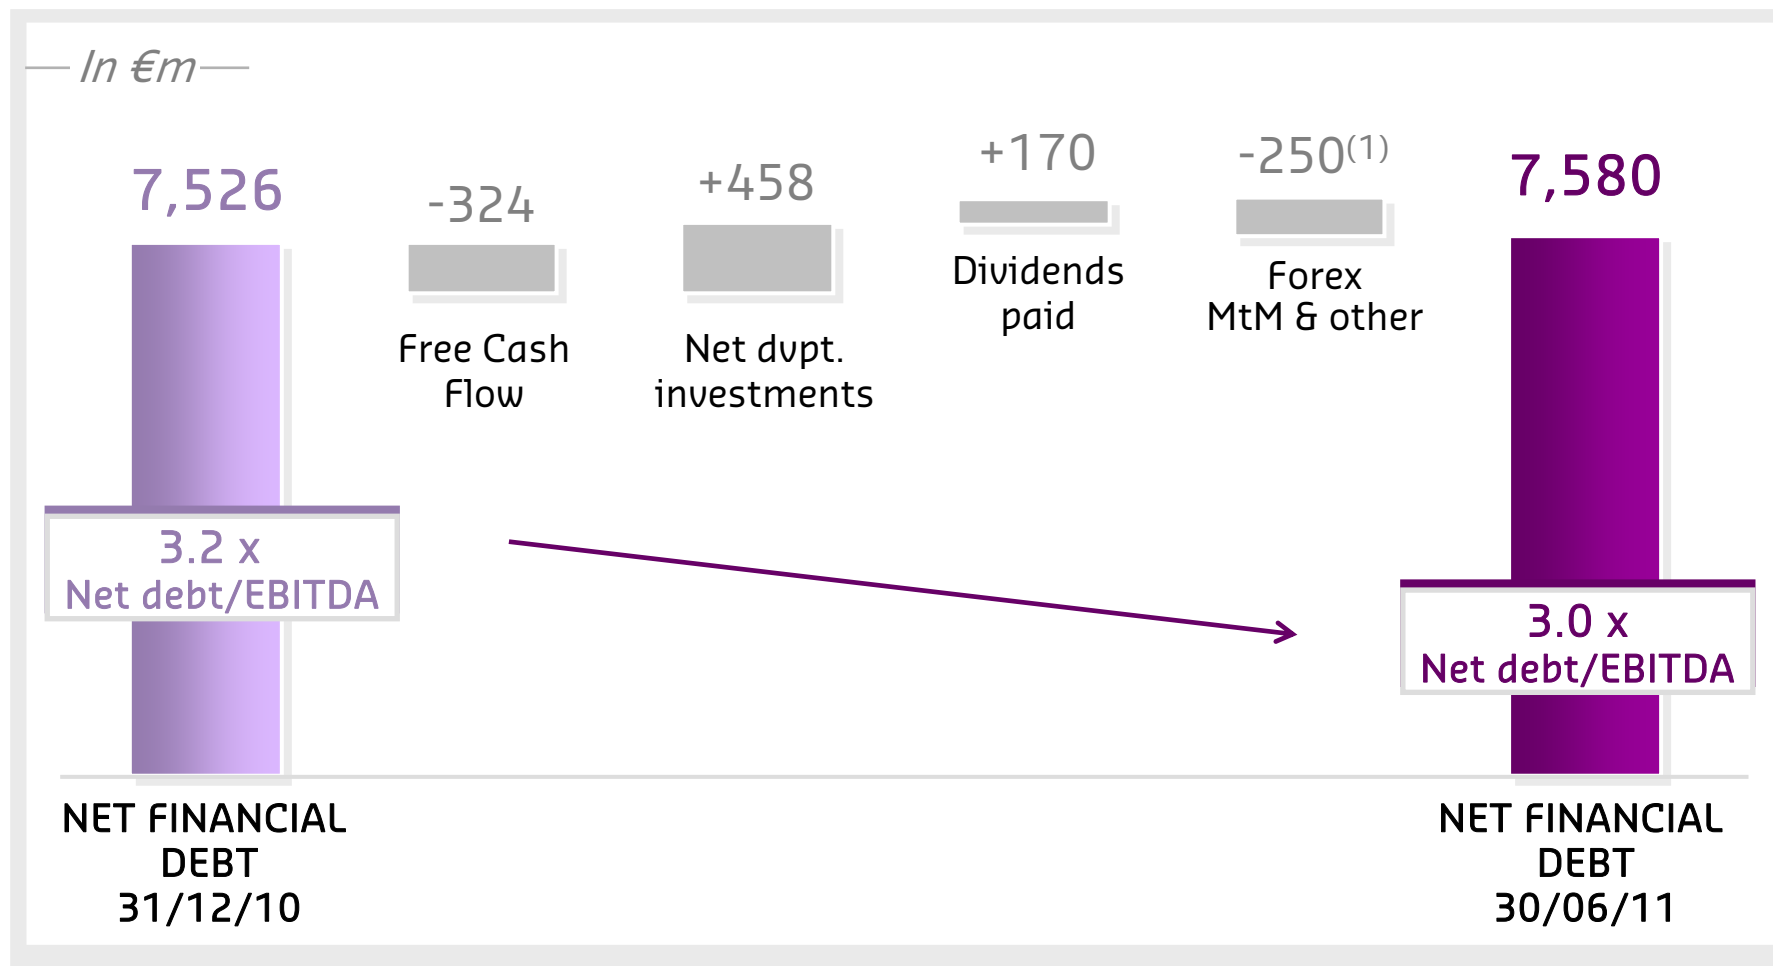 In €m
7,526
-324
+458
+170
-250(1)
7,580
Free Cash
Flow
Net dvpt.
investments
Dividends
paid
Forex
MtM & other
3.2 x
Net debt/EBITDA
3.0 x
Net debt/EBITDA
NET FINANCIAL
DEBT
31/12/10
NET FINANCIAL
DEBT
30/06/11